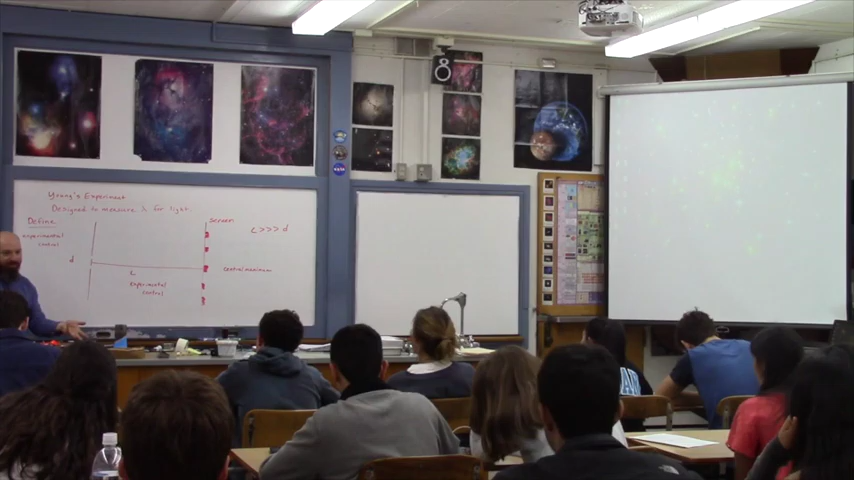 Young's Experiment
Designed to measure λ for light.
Define
experimental
control
d
L
experimental
control
screen
L >>> d
central maximum
8